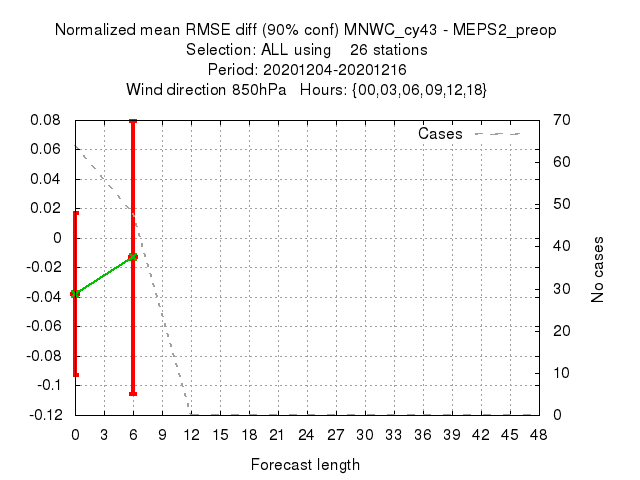 Normalized mean RMSE diff (90% conf) MNWC_cy43 - MEPS2_preop
Selection: ALL using    26 stations
Period: 20201204-20201216
Wind direction 850hPa   Hours: {00,03,06,09,12,18}
0.08
0.06
0.04
0.02
0
-0.02
-0.04
-0.06
-0.08
-0.1
-0.12
Cases
70
60
50
40
30
20
10
0
No cases
0 3 6 9 12 15 18 21 24 27 30 33 36 39 42 45 48
Forecast length